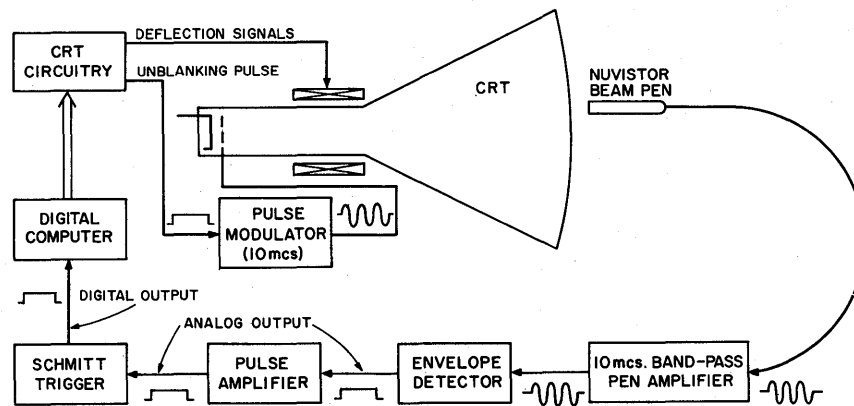 DEFLECTION SIGNALS
CRT
CIRCUITRY
UNBLANKING PULSE
CRT
NUVISTOR
BEAM PEN
DIGITAL
COMPUTER
PULSE
MODULATOR
(10mcs)
DIGITAL OUTPUT
ANALOG OUTPUT
SCHMITT
TRIGGER
PULSE
AMPLIFIER
ENVELOPE
DETECTOR
10mcs. BAND-PASS
PEN AMPLIFIER